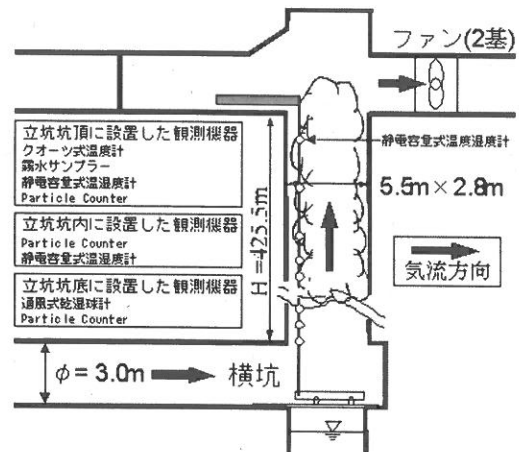 ファン(2基)
立坑坑頂に設置した観測機器
クオーツ式温度計
霧水サンプラー
静電容量式温湿度計
Particle Counter
静電容量式温度湿度計
5.5m×2.8m
立坑坑内に設置した観測機器
Particle Counter
静電容量式温湿度計
H=425.5m
気流方向
立坑坑底に設置した観測機器
通風式乾湿球計
Particle Counter
φ=3.0m
横坑